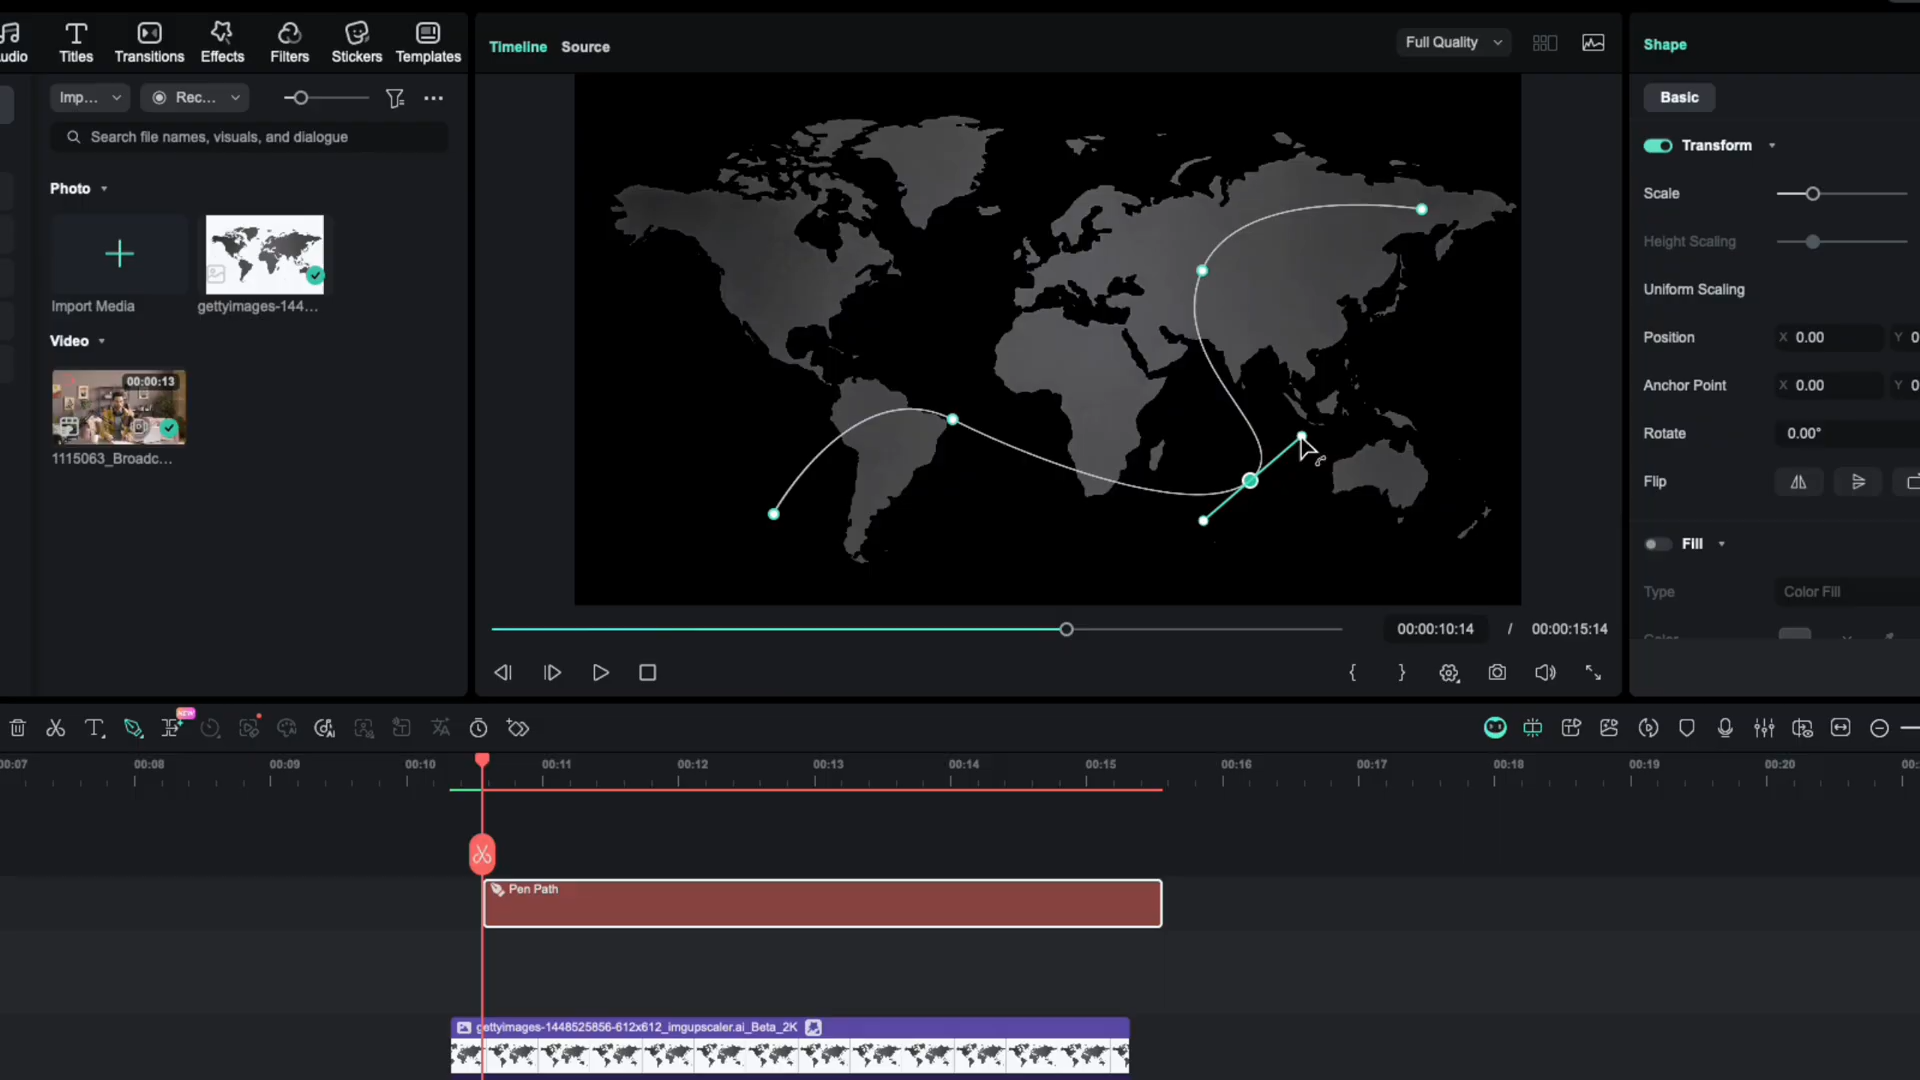 udio
Titles
Transitions
Effects
Filters
Stickers
Templates
Imp...
Rec...
Search file names, visuals, and dialogue
Photo
Import Media
gettyimages-144...
Video
00:00:13
1115063_Broadc...
Timeline
Source
Full Quality
00:00:10:14
/
00:00:15:14
{
}
Shape
Basic
Transform
Scale
Height Scaling
Uniform Scaling
Position
X 0.00
Y 0
Anchor Point
X 0.00
Y 0
Rotate
0.00°
Flip
Fill
Type
Color Fill
NEW
00:07
00:08
00:09
00:10
00:11
00:12
00:13
00:14
00:15
00:16
00:17
00:18
00:19
00:20
Pen Path
gettyimages-1448525856-612x612_imgupscaler.ai_Beta_2K